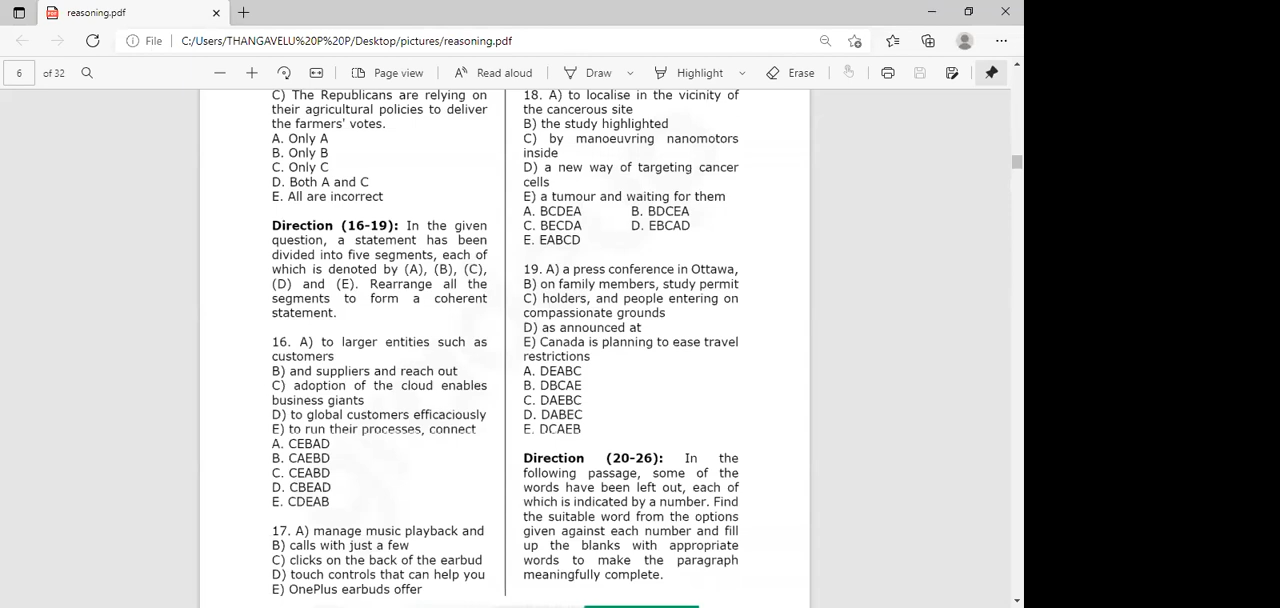 reasoning.pdf
File C:/Users/THANGAVELU%20P%20P/Desktop/pictures/reasoning.pdf
6 of 32 Page view Read aloud Draw Highlight Erase
C) The Republicans are relying on
their agricultural policies to deliver
the farmers' votes.
A. Only A
B. Only B
C. Only C
D. Both A and C
E. All are incorrect
Direction (16-19): In the given
question, a statement has been
divided into five segments, each of
which is denoted by (A), (B), (C),
(D) and (E). Rearrange all the
segments to form a coherent
statement.
16. A) to larger entities such as
customers
B) and suppliers and reach out
C) adoption of the cloud enables
business giants
D) to global customers efficaciously
E) to run their processes, connect
A. CEBAD
B. CAEBD
C. CEABD
D. CBEAD
E. CDEAB
17. A) manage music playback and
B) calls with just a few
C) clicks on the back of the earbud
D) touch controls that can help you
E) OnePlus earbuds offer
18. A) to localise in the vicinity of
the cancerous site
B) the study highlighted
C) by manoeuvring nanomotors
inside
D) a new way of targeting cancer
cells
E) a tumour and waiting for them
A. BCDEA B. BDCEA
C. BECDA D. EBCAD
E. EABCD
19. A) a press conference in Ottawa,
B) on family members, study permit
C) holders, and people entering on
compassionate grounds
D) as announced at
E) Canada is planning to ease travel
restrictions
A. DEABC
B. DBCAE
C. DAEBC
D. DABEC
E. DCAEB
Direction (20-26): In the
following passage, some of the
words have been left out, each of
which is indicated by a number. Find
the suitable word from the options
given against each number and fill
up the blanks with appropriate
words to make the paragraph
meaningfully complete.